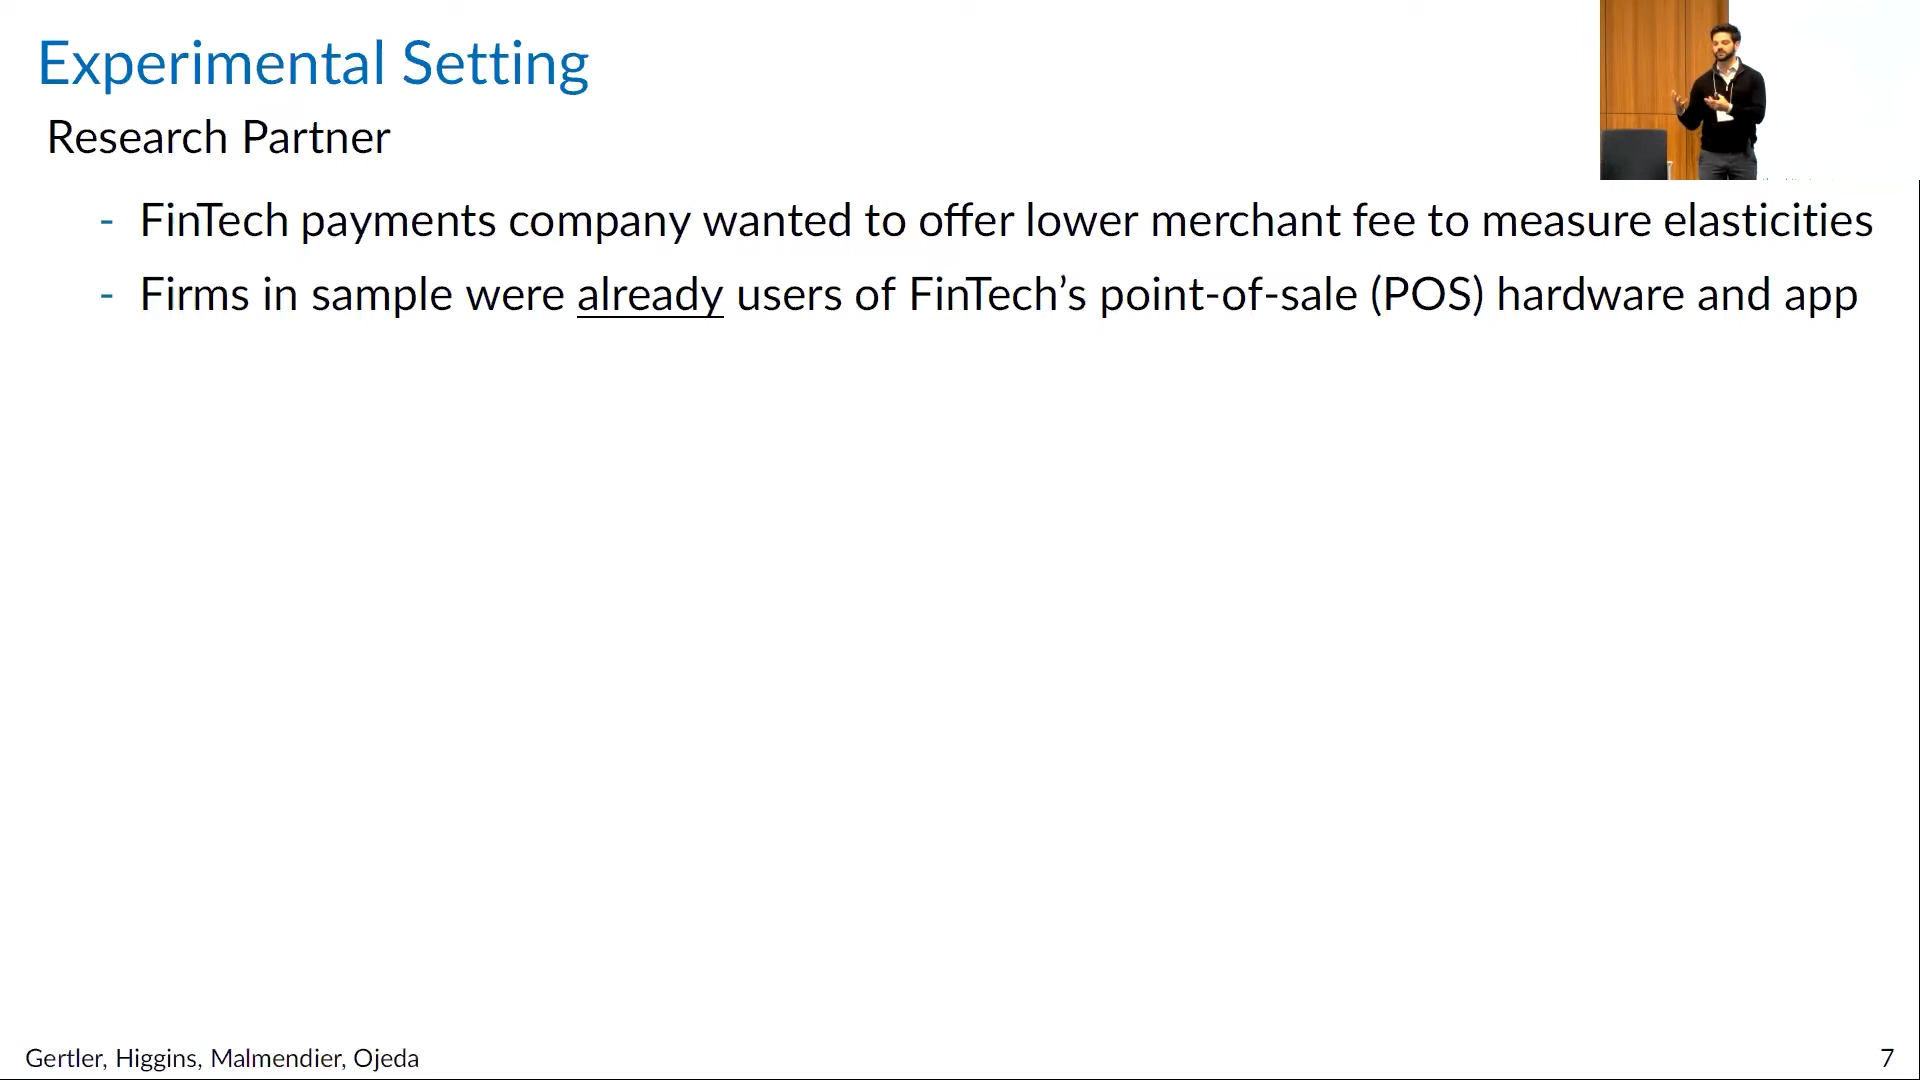 Experimental Setting
Research Partner
- FinTech payments company wanted to offer lower merchant fee to measure elasticities
- Firms in sample were already users of FinTech’s point-of-sale (POS) hardware and app
Gertler, Higgins, Malmendier, Ojeda
7